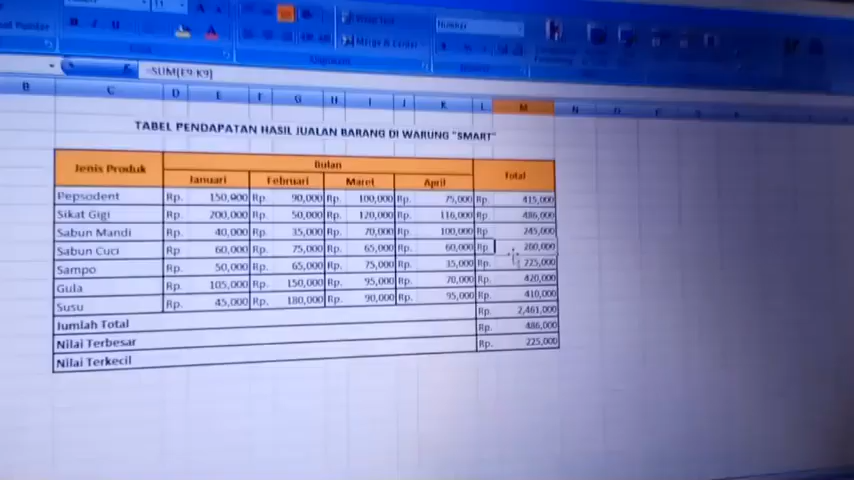 Merge & Center
=SUM(E9:K9)
B C D E F G H I J K L M N
TABEL PENDAPATAN HASIL JUALAN BARANG DI WARUNG "SMART"
Jenis Produk Bulan Total
Januari Februari Maret April
Pepsodent Rp. 150,000 Rp. 90,000 Rp. 100,000 Rp. 75,000 Rp. 415,000
Sikat Gigi Rp. 200,000 Rp. 50,000 Rp. 120,000 Rp. 116,000 Rp. 486,000
Sabun Mandi Rp. 40,000 Rp. 35,000 Rp. 70,000 Rp. 100,000 Rp. 245,000
Sabun Cuci Rp. 60,000 Rp. 75,000 Rp. 65,000 Rp. 60,000 Rp 260,000
Sampo Rp. 50,000 Rp. 65,000 Rp. 75,000 Rp. 35,000 Rp. 225,000
Gula Rp. 105,000 Rp. 150,000 Rp. 95,000 Rp. 70,000 Rp. 420,000
Susu Rp. 45,000 Rp. 180,000 Rp. 90,000 Rp. 95,000 Rp. 410,000
Jumlah Total Rp. 2,461,000
Nilai Terbesar Rp. 486,000
Nilai Terkecil Rp. 225,000